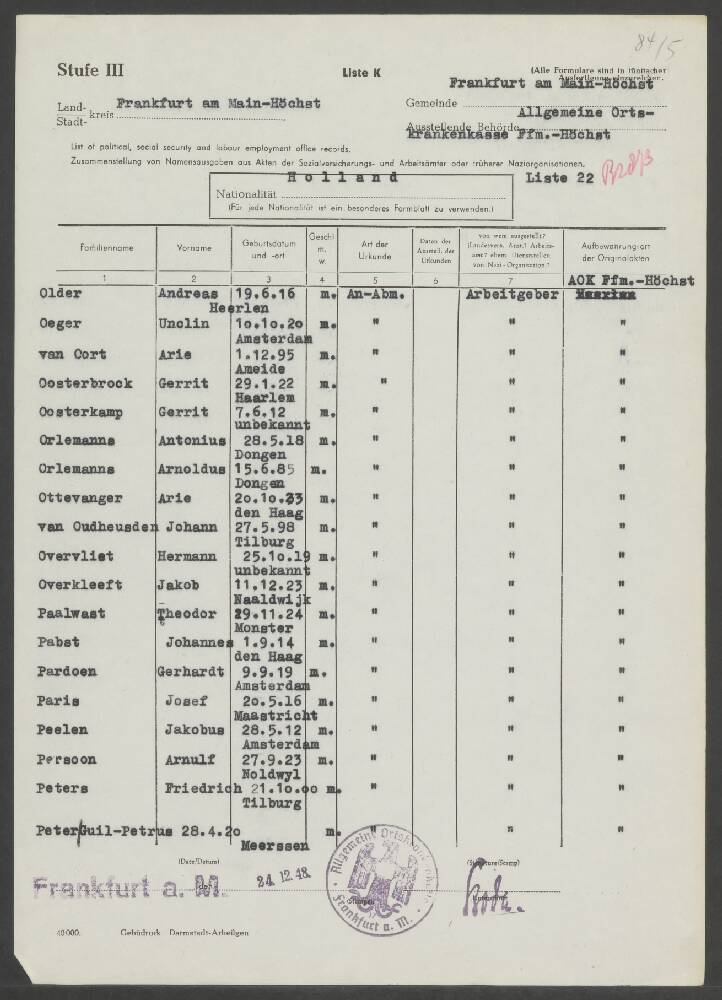 84/5
Stufe III
Liste K
(Alle Formulare sind in fünffacher
Ausfertigung einzureichen.
Frankfurt am Main-Höchst
Land-
Stadt- kreis Frankfurt am Main-Höchst
Gemeinde
Allgemeine Orts-
Ausstellende Behörde
krankenkasse Ffm.-Höchst
List of political, social security and labour employment office records.
Zusammenstellung von Namensausgaben aus Akten der Sozialversicherungs- und Arbeitsämter oder früherer Naziorganisationen.
Holland
Liste 22
Nationalität
(Für jede Nationalität ist ein besonderes Formblatt zu verwenden.)
Familienname Vorname Geburtsdatum und -ort Geschl. m. w. Art der Urkunde Daten der Ausstell. der Urkunden von wem ausgestellt? Aufbewahrungsart der Originalakten
1 2 3 4 5 6 7
AOK Ffm.-Höchst
Older Andreas 19.6.16 m. An-Abm. Arbeitgeber
Heerlen
Oeger Unolin 10.10.20 m. " " "
Amsterdam
van Oort Arie 1.12.95 m. " " "
Ameide
Oosterbroek Gerrit 29.1.22 m. " " "
Haarlem
Oosterkamp Gerrit 7.6.12 m. " " "
unbekannt
Orlemanns Antonius 28.5.18 m. " " "
Dongen
Orlemanns Arnoldus 15.6.85 m. " " "
Dongen
Ottevanger Arie 20.10.23 m. " " "
den Haag
van Oudheusden Johann 27.5.98 m. " " "
Tilburg
Overvliet Hermann 25.10.19 m. " " "
unbekannt
Overkleeft Jakob 11.12.23 m. " " "
Naaldwijk
Paalwast Theodor 29.11.24 m. " " "
Monster
Pabst Johannes 1.9.14 m. " " "
den Haag
Pardoen Gerhardt 9.9.19 m. " " "
Amsterdam
Paris Josef 20.5.16 m. " " "
Maastricht
Peelen Jakobus 28.5.12 m. " " "
Amsterdam
Persoon Arnulf 27.9.23 m. " " "
Noldwyl
Peters Friedrich 21.10.00 m. " " "
Tilburg
Peter Guil-Petrus 28.4.20 m. " " "
Meerssen
(Date/Datum)
(Signature/Stamp)
Frankfurt a. M. 24. 12. 48.
Allgemeine Ortskrankenkasse
Frankfurt a. M.
(Stempel)
40000. Gebrüdruck Darmstadt-Arheilgen